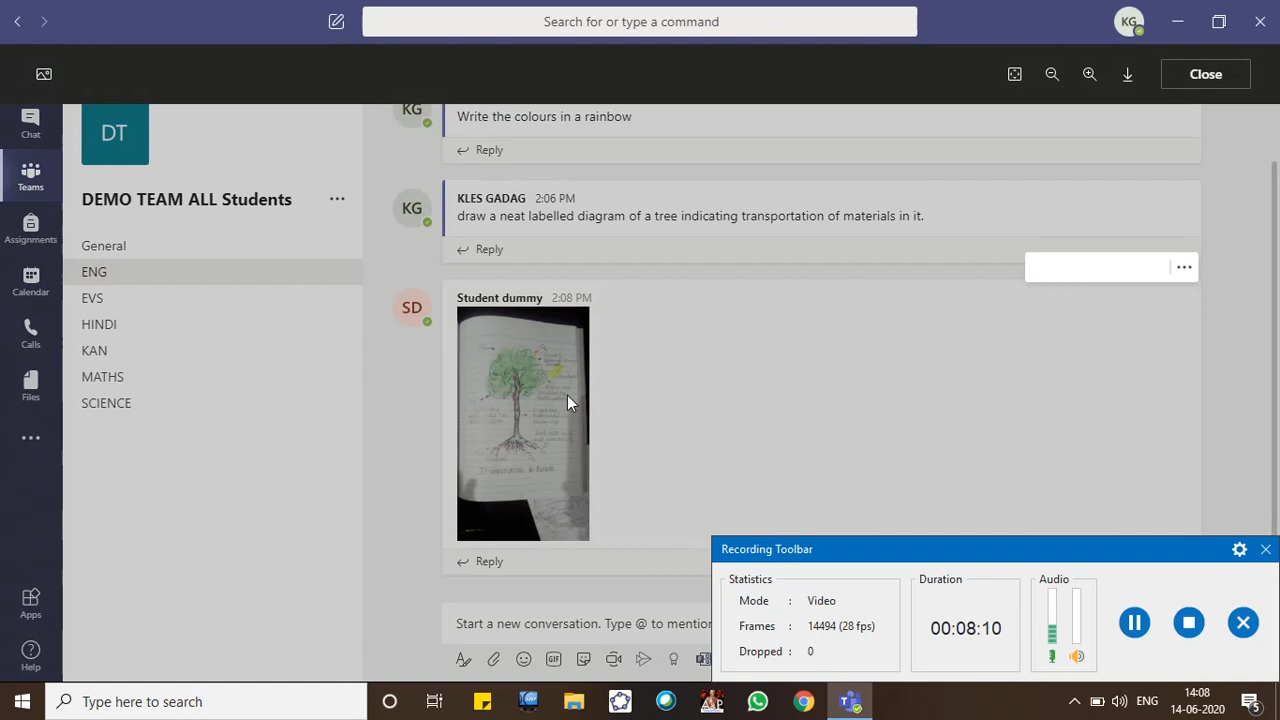 Search for or type a command
KG
Close
Chat
Teams
Assignments
Calendar
Calls
Files
Apps
Help
DT
DEMO TEAM ALL Students
General
ENG
EVS
HINDI
KAN
MATHS
SCIENCE
KG
Write the colours in a rainbow
Reply
KG
KLES GADAG 2:06 PM
draw a neat labelled diagram of a tree indicating transportation of materials in it.
Reply
SD
Student dummy 2:08 PM
Reply
Start a new conversation. Type @ to mention
GIF
Recording Toolbar
Statistics
Mode : Video
Frames : 14494 (28 fps)
Dropped : 0
Duration
00:08:10
Audio
Type here to search
ENG
14:08
14-06-2020
5